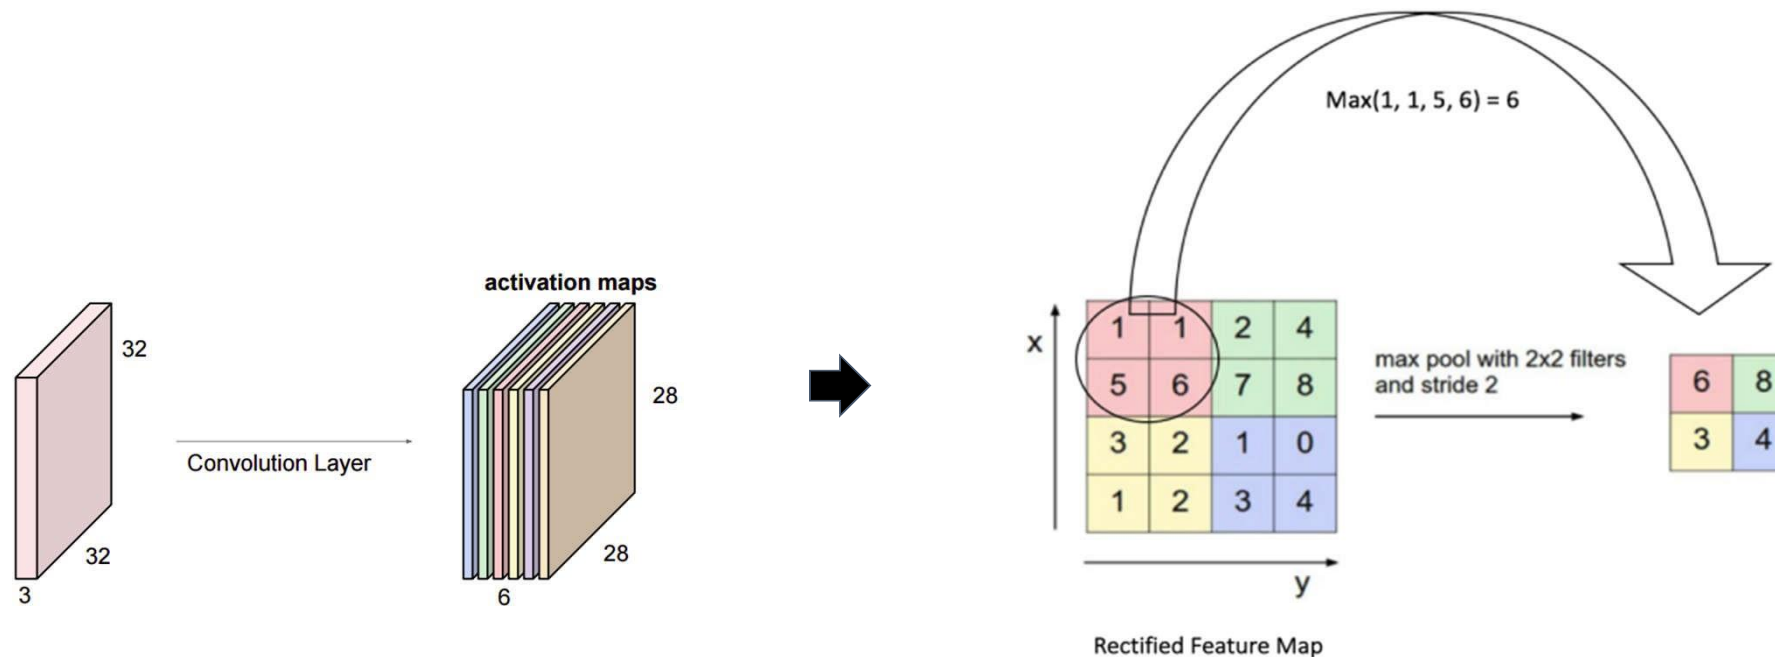 32
32
3
Convolution Layer
activation maps
28
28
6
Max(1, 1, 5, 6) = 6
x
1 1 2 4
5 6 7 8
3 2 1 0
1 2 3 4
y
Rectified Feature Map
max pool with 2x2 filters
and stride 2
6 8
3 4